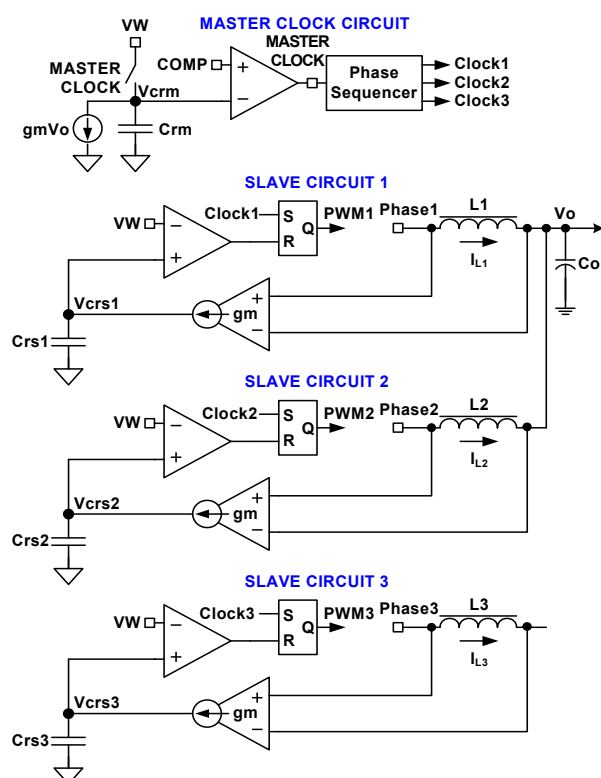 MASTER CLOCK CIRCUIT
VW
MASTER
CLOCK
COMP
MASTER
CLOCK
Vcrm
gmVo
Crm
+
−
Phase
Sequencer
Clock1
Clock2
Clock3
SLAVE CIRCUIT 1
VW
−
+
Clock1
S
R
Q
PWM1
Phase1
L1
Vo
IL1
Co
Vcrs1
gm
+
−
Crs1
SLAVE CIRCUIT 2
VW
−
+
Clock2
S
R
Q
PWM2
Phase2
L2
IL2
Vcrs2
gm
+
−
Crs2
SLAVE CIRCUIT 3
VW
−
+
Clock3
S
R
Q
PWM3
Phase3
L3
IL3
Vcrs3
gm
+
−
Crs3